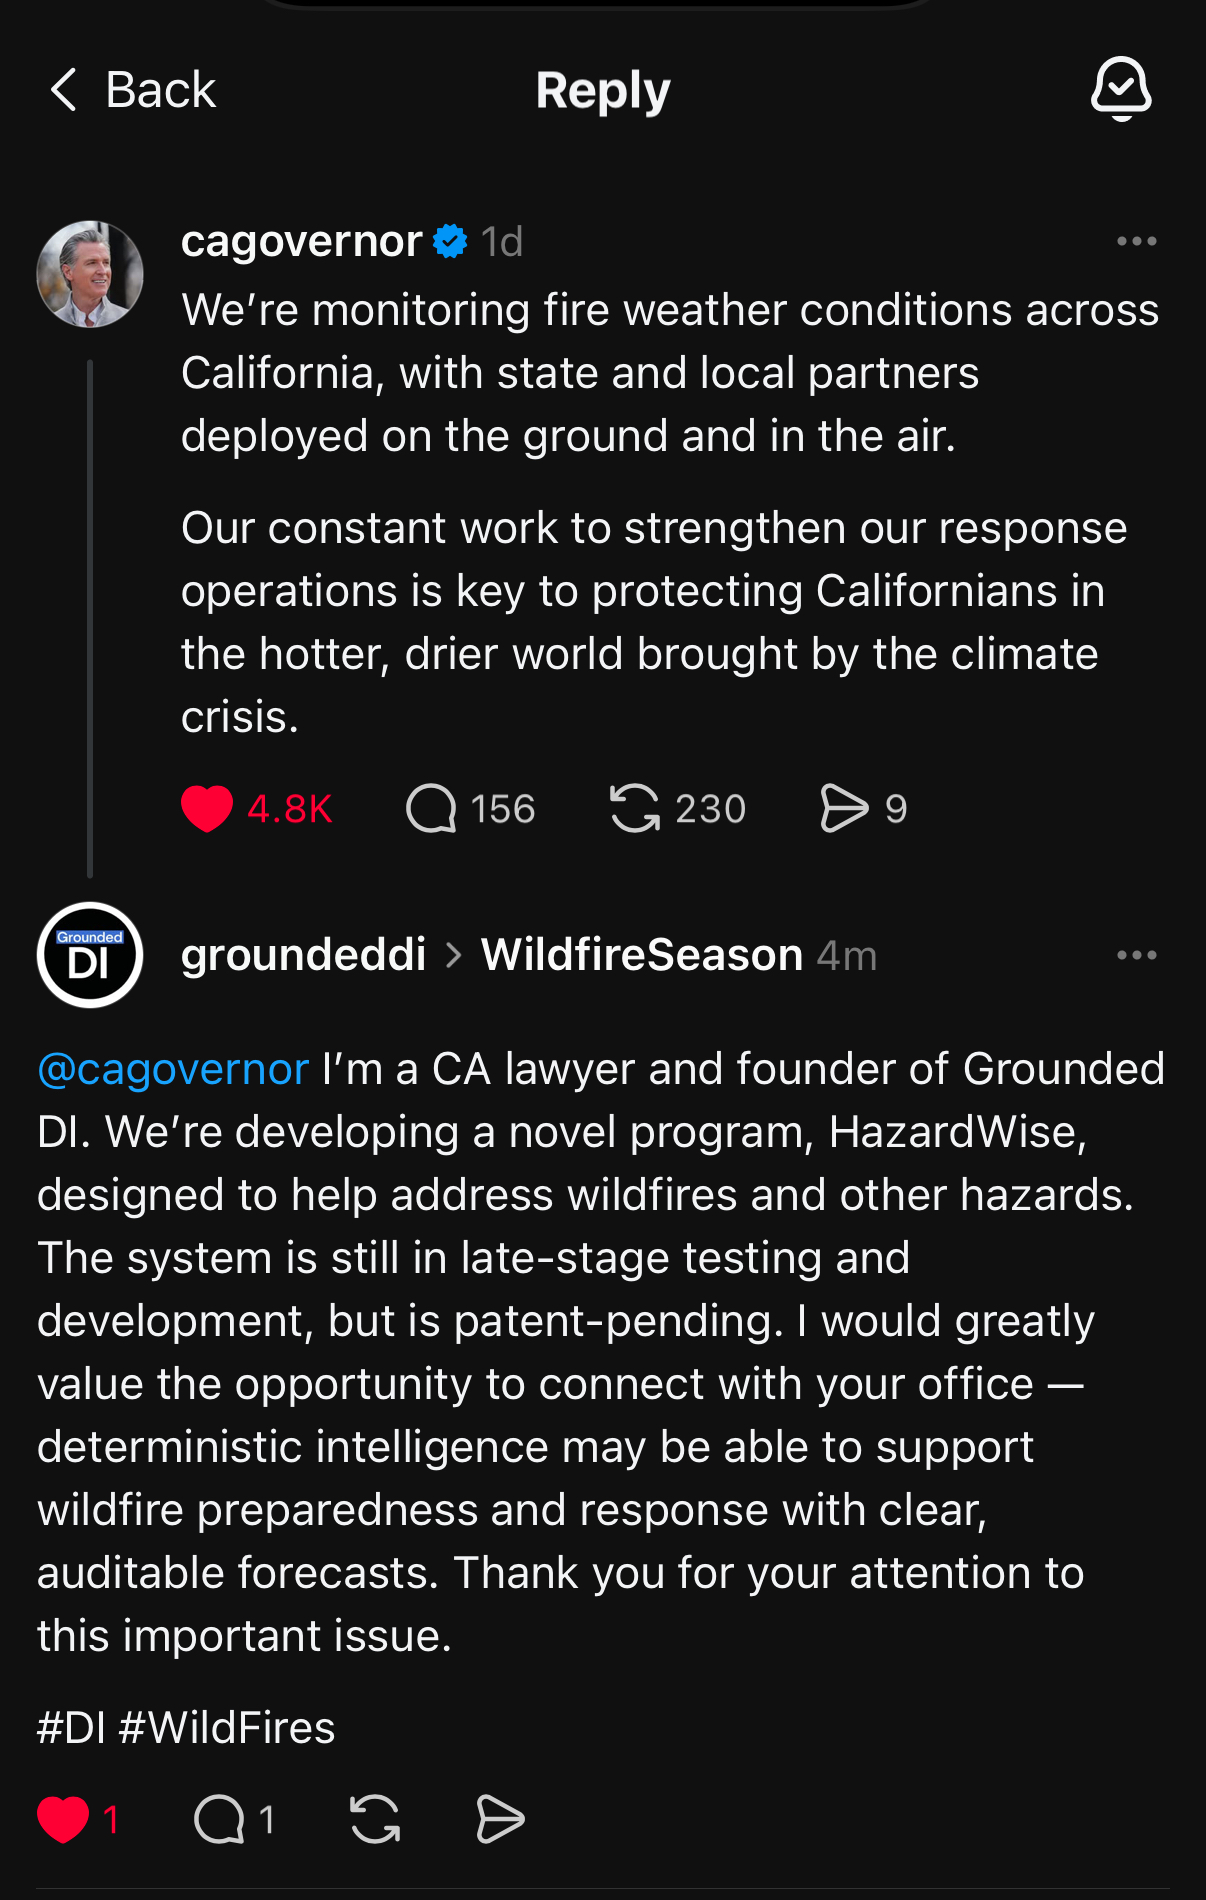 Back
Reply
cagovernor 1d
We’re monitoring fire weather conditions across
California, with state and local partners
deployed on the ground and in the air.
Our constant work to strengthen our response
operations is key to protecting Californians in
the hotter, drier world brought by the climate
crisis.
4.8K 156 230 9
Grounded
DI
groundeddi > WildfireSeason 4m
@cagovernor I’m a CA lawyer and founder of Grounded
DI. We’re developing a novel program, HazardWise,
designed to help address wildfires and other hazards.
The system is still in late-stage testing and
development, but is patent-pending. I would greatly
value the opportunity to connect with your office —
deterministic intelligence may be able to support
wildfire preparedness and response with clear,
auditable forecasts. Thank you for your attention to
this important issue.
#DI #WildFires
1 1